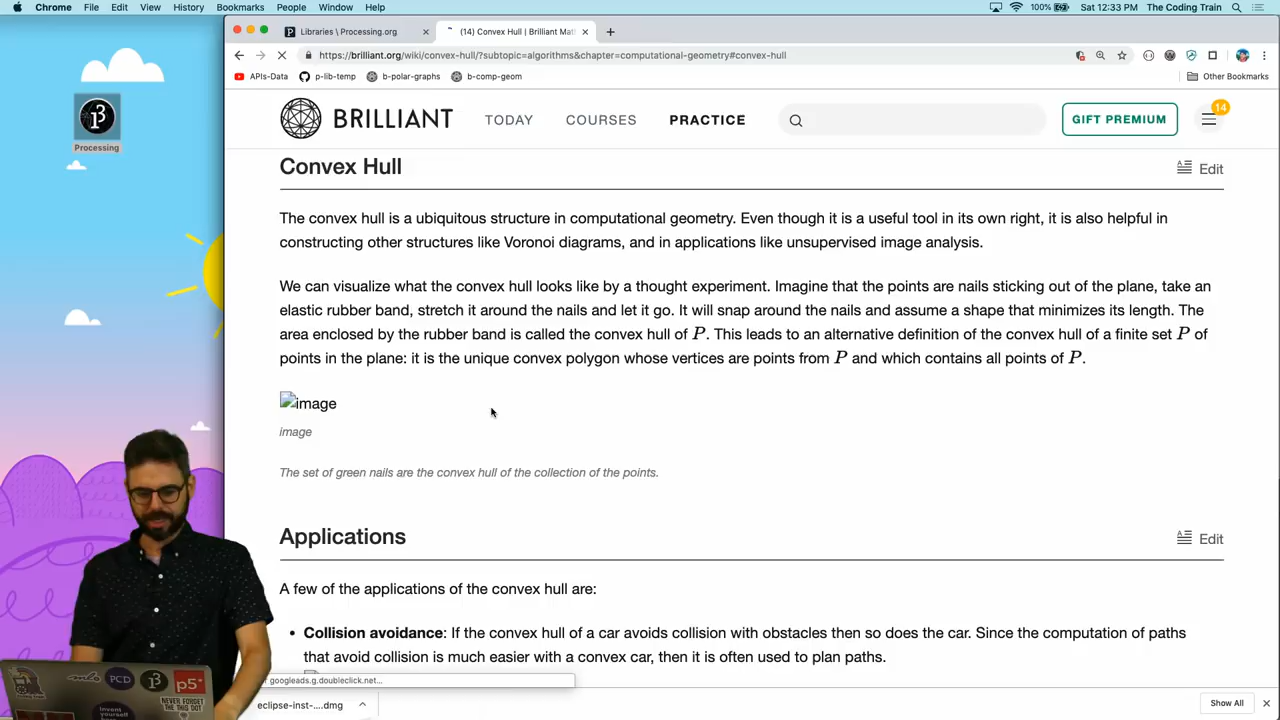 Chrome File Edit View History Bookmarks People Window Help 100% Sat 12:33 PM The Coding Train
Libraries \ Processing.org
(14) Convex Hull | Brilliant Mat
https://brilliant.org/wiki/convex-hull/?subtopic=algorithms&chapter=computational-geometry#convex-hull
APIs-Data p-lib-temp b-polar-graphs b-comp-geom Other Bookmarks
Processing
BRILLIANT TODAY COURSES PRACTICE GIFT PREMIUM 14
Convex Hull Edit
The convex hull is a ubiquitous structure in computational geometry. Even though it is a useful tool in its own right, it is also helpful in
constructing other structures like Voronoi diagrams, and in applications like unsupervised image analysis.
We can visualize what the convex hull looks like by a thought experiment. Imagine that the points are nails sticking out of the plane, take an
elastic rubber band, stretch it around the nails and let it go. It will snap around the nails and assume a shape that minimizes its length. The
area enclosed by the rubber band is called the convex hull of P. This leads to an alternative definition of the convex hull of a finite set P of
points in the plane: it is the unique convex polygon whose vertices are points from P and which contains all points of P.
image
image
The set of green nails are the convex hull of the collection of the points.
Applications Edit
A few of the applications of the convex hull are:
• Collision avoidance: If the convex hull of a car avoids collision with obstacles then so does the car. Since the computation of paths
that avoid collision is much easier with a convex car, then it is often used to plan paths.
googleads.g.doubleclick.net...
eclipse-inst-....dmg
Show All
PCD
p5*
NEVER FORGET
THE THIS DOT
invent
yourself